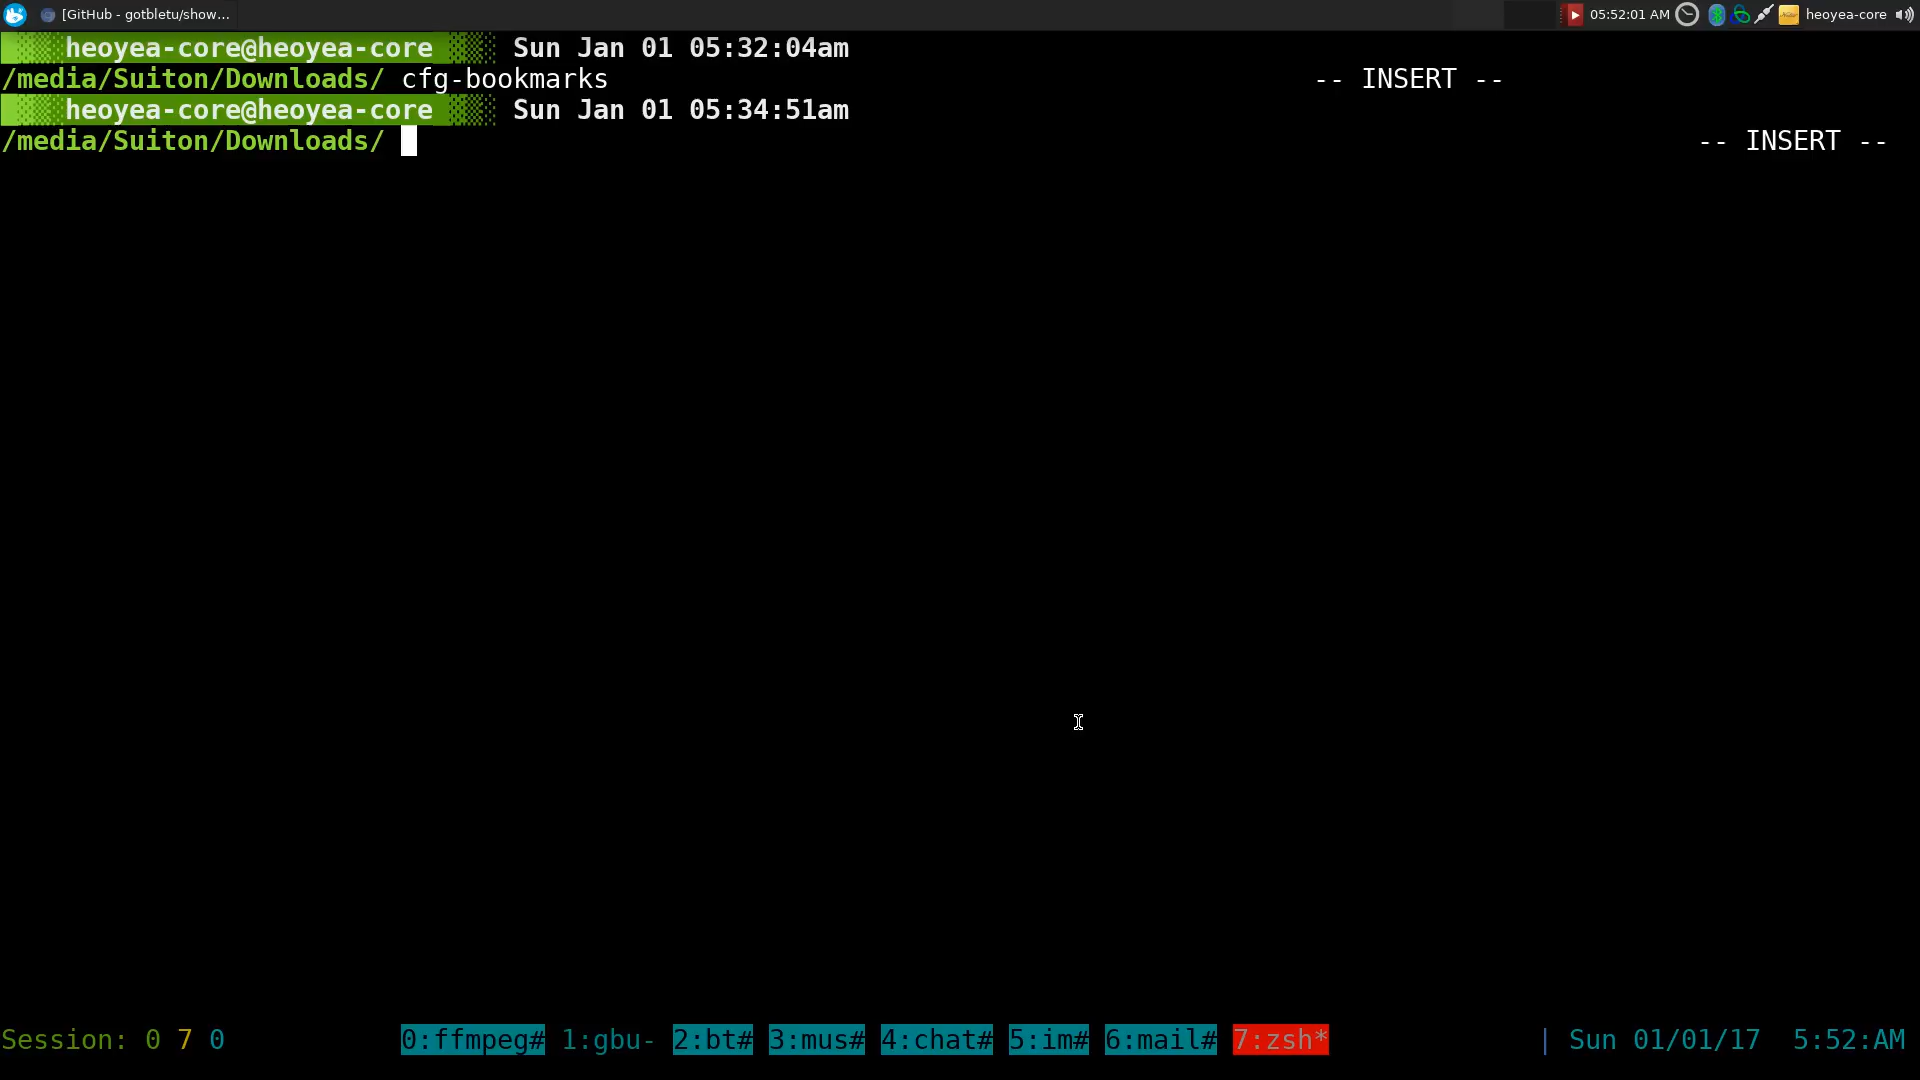 [GitHub - gotbletu/show... 05:52:01 AM heoyea-core
heoyea-core@heoyea-core Sun Jan 01 05:32:04am
/media/Suiton/Downloads/ cfg-bookmarks -- INSERT --
heoyea-core@heoyea-core Sun Jan 01 05:34:51am
/media/Suiton/Downloads/ -- INSERT --
Session: 0 7 0 0:ffmpeg# 1:gbu- 2:bt# 3:mus# 4:chat# 5:im# 6:mail# 7:zsh* | Sun 01/01/17 5:52:AM